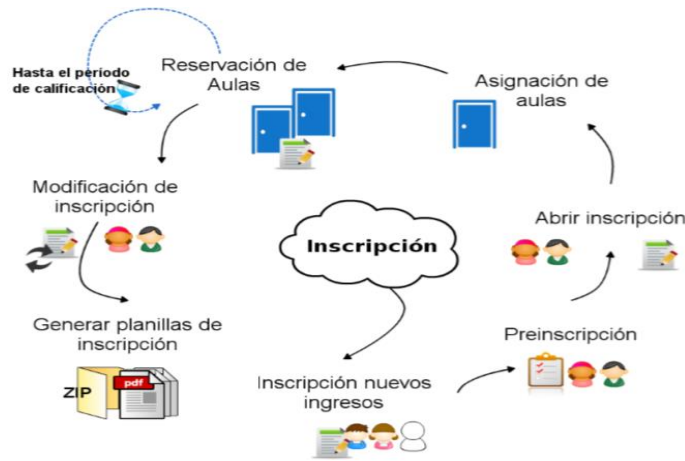 Reservación de
Aulas
Hasta el período
de calificación
Asignación de
aulas
Modificación de
inscripción
Inscripción
Abrir inscripción
Generar planillas de
inscripción
ZIP
pdf
Preinscripción
Inscripción nuevos
ingresos